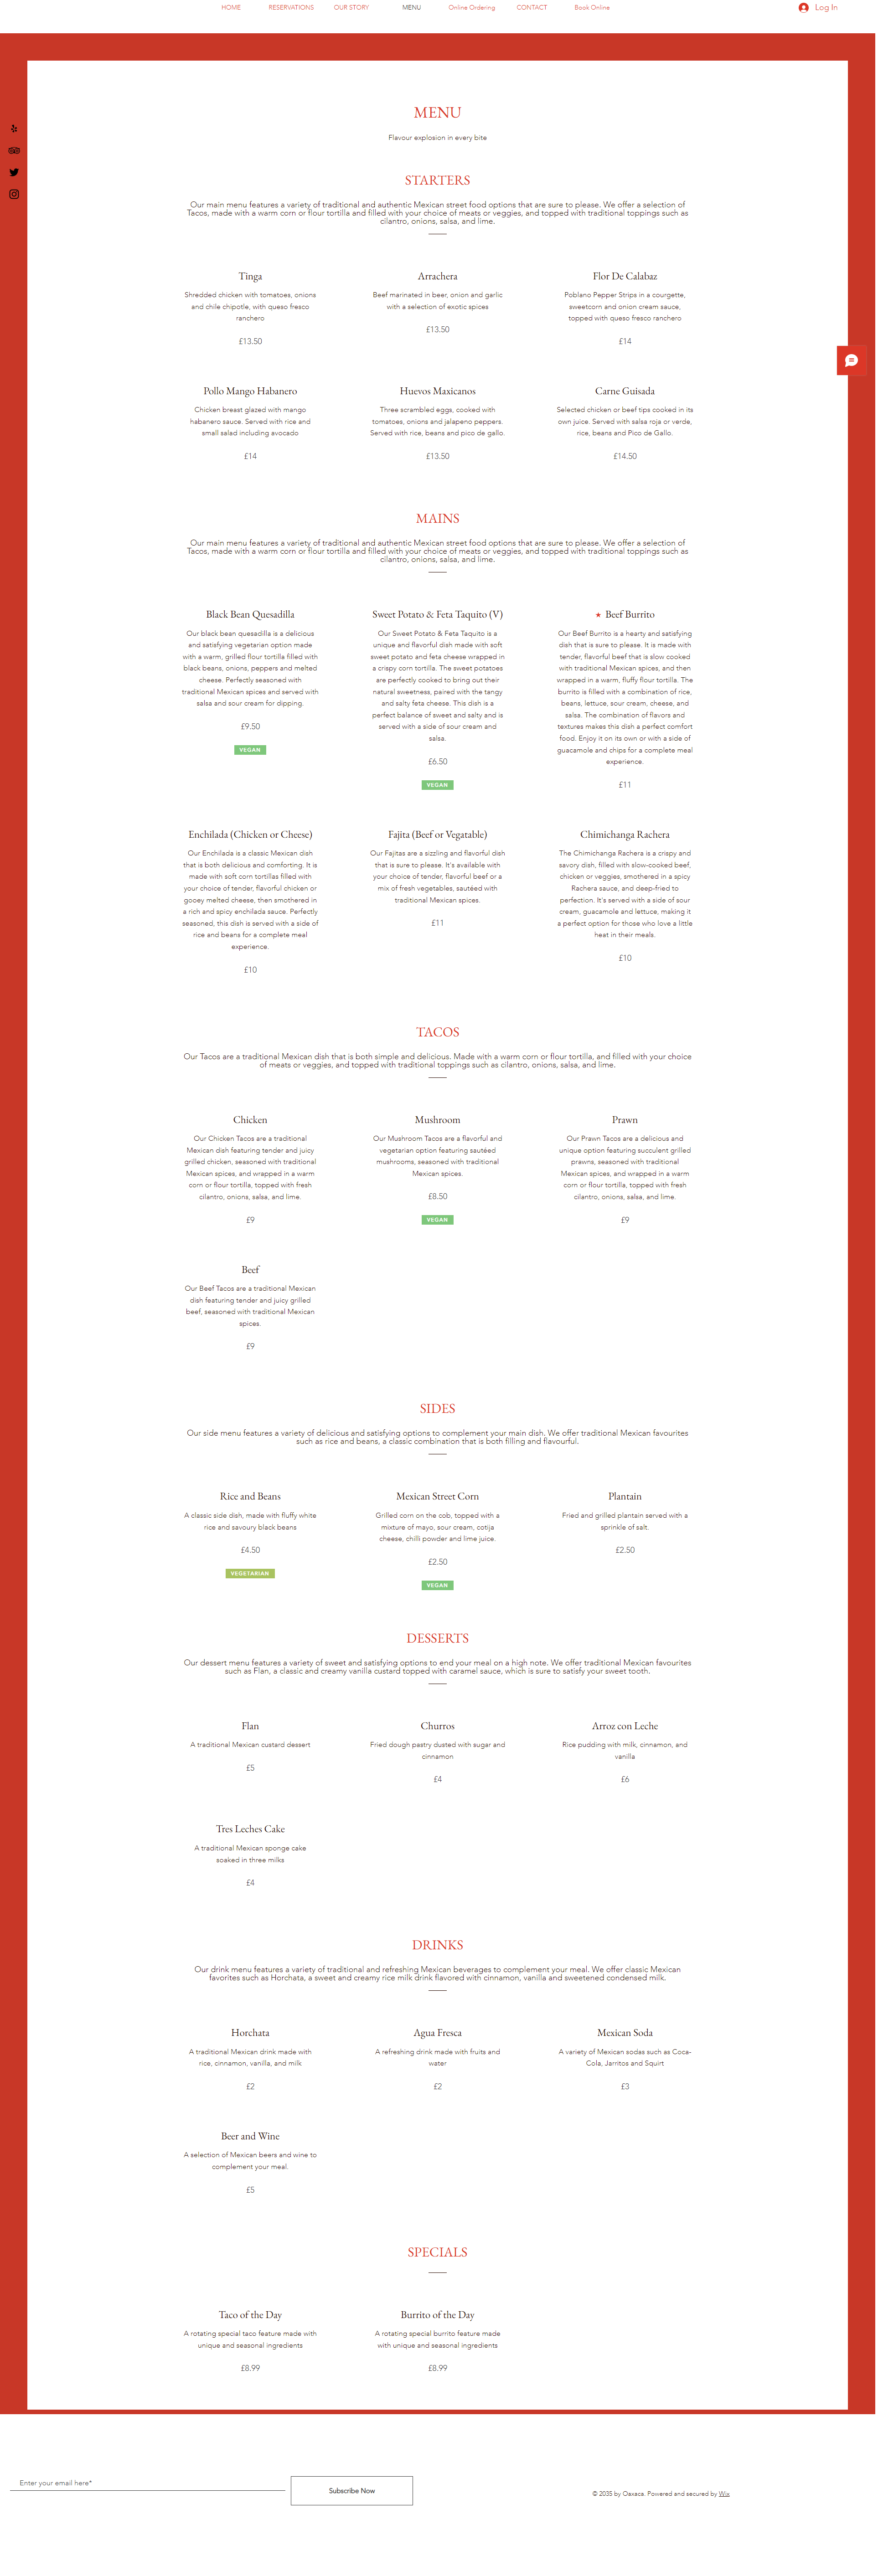 HOME RESERVATIONS OUR STORY MENU Online Ordering CONTACT Book Online Log In
MENU
Flavour explosion in every bite
STARTERS
Our main menu features a variety of traditional and authentic Mexican street food options that are sure to please. We offer a selection of
Tacos, made with a warm corn or flour tortilla and filled with your choice of meats or veggies, and topped with traditional toppings such as
cilantro, onions, salsa, and lime.
Tinga
Shredded chicken with tomatoes, onions
and chile chipotle, with queso fresco
ranchero
£13.50
Arrachera
Beef marinated in beer, onion and garlic
with a selection of exotic spices
£13.50
Flor De Calabaz
Poblano Pepper Strips in a courgette,
sweetcorn and onion cream sauce,
topped with queso fresco ranchero
£14
Pollo Mango Habanero
Chicken breast glazed with mango
habanero sauce. Served with rice and
small salad including avocado
£14
Huevos Maxicanos
Three scrambled eggs, cooked with
tomatoes, onions and jalapeno peppers.
Served with rice, beans and pico de gallo.
£13.50
Carne Guisada
Selected chicken or beef tips cooked in its
own juice. Served with salsa roja or verde,
rice, beans and Pico de Gallo.
£14.50
MAINS
Our main menu features a variety of traditional and authentic Mexican street food options that are sure to please. We offer a selection of
Tacos, made with a warm corn or flour tortilla and filled with your choice of meats or veggies, and topped with traditional toppings such as
cilantro, onions, salsa, and lime.
Black Bean Quesadilla
Our black bean quesadilla is a delicious
and satisfying vegetarian option made
with a warm, grilled flour tortilla filled with
black beans, onions, peppers and melted
cheese. Perfectly seasoned with
traditional Mexican spices and served with
salsa and sour cream for dipping.
£9.50
VEGAN
Sweet Potato & Feta Taquito (V)
Our Sweet Potato & Feta Taquito is a
unique and flavorful dish made with soft
sweet potato and feta cheese wrapped in
a crispy corn tortilla. The sweet potatoes
are perfectly cooked to bring out their
natural sweetness, paired with the tangy
and salty feta cheese. This dish is a
perfect balance of sweet and salty and is
served with a side of sour cream and
salsa.
£6.50
VEGAN
Beef Burrito
Our Beef Burrito is a hearty and satisfying
dish that is sure to please. It is made with
tender, flavorful beef that is slow cooked
with traditional Mexican spices, and then
wrapped in a warm, fluffy flour tortilla. The
burrito is filled with a combination of rice,
beans, lettuce, sour cream, cheese, and
salsa. The combination of flavors and
textures makes this dish a perfect comfort
food. Enjoy it on its own or with a side of
guacamole and chips for a complete meal
experience.
£11
Enchilada (Chicken or Cheese)
Our Enchilada is a classic Mexican dish
that is both delicious and comforting. It is
made with soft corn tortillas filled with
your choice of tender, flavorful chicken or
gooey melted cheese, then smothered in
a rich and spicy enchilada sauce. Perfectly
seasoned, this dish is served with a side of
rice and beans for a complete meal
experience.
£10
Fajita (Beef or Vegatable)
Our Fajitas are a sizzling and flavorful dish
that is sure to please. It's available with
your choice of tender, flavorful beef or a
mix of fresh vegetables, sautéed with
traditional Mexican spices.
£11
Chimichanga Rachera
The Chimichanga Rachera is a crispy and
savory dish, filled with slow-cooked beef,
chicken or veggies, smothered in a spicy
Rachera sauce, and deep-fried to
perfection. It's served with a side of sour
cream, guacamole and lettuce, making it
a perfect option for those who love a little
heat in their meals.
£10
TACOS
Our Tacos are a traditional Mexican dish that is both simple and delicious. Made with a warm corn or flour tortilla, and filled with your choice
of meats or veggies, and topped with traditional toppings such as cilantro, onions, salsa, and lime.
Chicken
Our Chicken Tacos are a traditional
Mexican dish featuring tender and juicy
grilled chicken, seasoned with traditional
Mexican spices, and wrapped in a warm
corn or flour tortilla, topped with fresh
cilantro, onions, salsa, and lime.
£9
Mushroom
Our Mushroom Tacos are a flavorful and
vegetarian option featuring sautéed
mushrooms, seasoned with traditional
Mexican spices.
£8.50
VEGAN
Prawn
Our Prawn Tacos are a delicious and
unique option featuring succulent grilled
prawns, seasoned with traditional
Mexican spices, and wrapped in a warm
corn or flour tortilla, topped with fresh
cilantro, onions, salsa, and lime.
£9
Beef
Our Beef Tacos are a traditional Mexican
dish featuring tender and juicy grilled
beef, seasoned with traditional Mexican
spices.
£9
SIDES
Our side menu features a variety of delicious and satisfying options to complement your main dish. We offer traditional Mexican favourites
such as rice and beans, a classic combination that is both filling and flavourful.
Rice and Beans
A classic side dish, made with fluffy white
rice and savoury black beans
£4.50
VEGETARIAN
Mexican Street Corn
Grilled corn on the cob, topped with a
mixture of mayo, sour cream, cotija
cheese, chilli powder and lime juice.
£2.50
VEGAN
Plantain
Fried and grilled plantain served with a
sprinkle of salt.
£2.50
DESSERTS
Our dessert menu features a variety of sweet and satisfying options to end your meal on a high note. We offer traditional Mexican favourites
such as Flan, a classic and creamy vanilla custard topped with caramel sauce, which is sure to satisfy your sweet tooth.
Flan
A traditional Mexican custard dessert
£5
Churros
Fried dough pastry dusted with sugar and
cinnamon
£4
Arroz con Leche
Rice pudding with milk, cinnamon, and
vanilla
£6
Tres Leches Cake
A traditional Mexican sponge cake
soaked in three milks
£4
DRINKS
Our drink menu features a variety of traditional and refreshing Mexican beverages to complement your meal. We offer classic Mexican
favorites such as Horchata, a sweet and creamy rice milk drink flavored with cinnamon, vanilla and sweetened condensed milk.
Horchata
A traditional Mexican drink made with
rice, cinnamon, vanilla, and milk
£2
Agua Fresca
A refreshing drink made with fruits and
water
£2
Mexican Soda
A variety of Mexican sodas such as Coca-
Cola, Jarritos and Squirt
£3
Beer and Wine
A selection of Mexican beers and wine to
complement your meal.
£5
SPECIALS
Taco of the Day
A rotating special taco feature made with
unique and seasonal ingredients
£8.99
Burrito of the Day
A rotating special burrito feature made
with unique and seasonal ingredients
£8.99
Enter your email here*
Subscribe Now
© 2035 by Oaxaca. Powered and secured by Wix